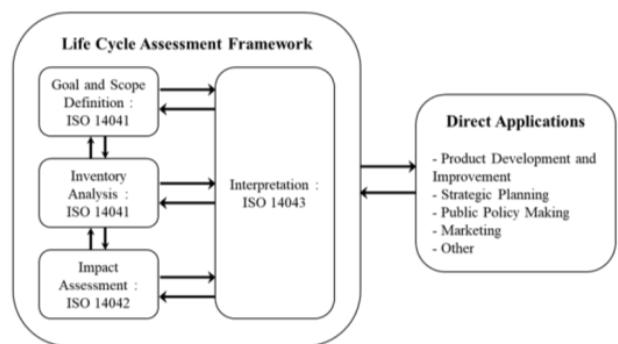 Life Cycle Assessment Framework
Goal and Scope
Definition :
ISO 14041
Inventory
Analysis :
ISO 14041
Impact
Assessment :
ISO 14042
Interpretation :
ISO 14043
Direct Applications
- Product Development and
Improvement
- Strategic Planning
- Public Policy Making
- Marketing
- Other